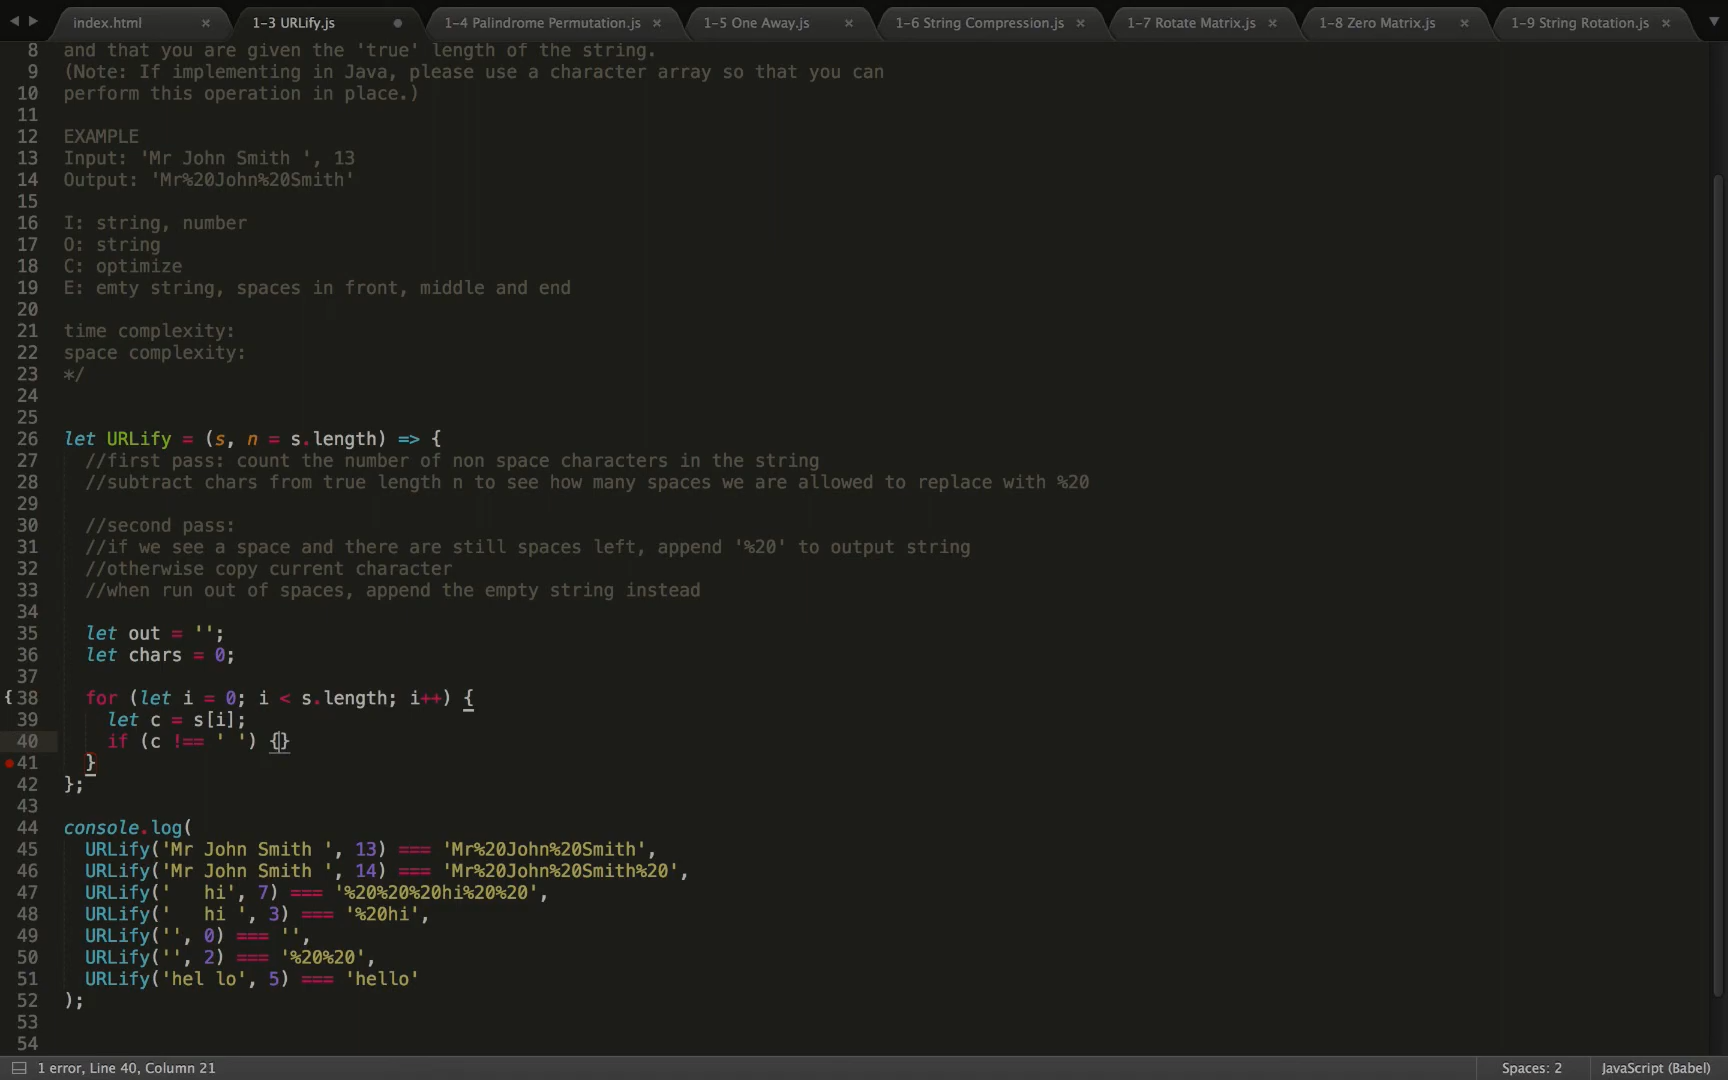 index.html
1-3 URLify.js
1-4 Palindrome Permutation.js
1-5 One Away.js
1-6 String Compression.js
1-7 Rotate Matrix.js
1-8 Zero Matrix.js
1-9 String Rotation.js
8 and that you are given the 'true' length of the string.
9 (Note: If implementing in Java, please use a character array so that you can
10 perform this operation in place.)
11
12 EXAMPLE
13 Input: 'Mr John Smith ', 13
14 Output: 'Mr%20John%20Smith'
15
16 I: string, number
17 O: string
18 C: optimize
19 E: emty string, spaces in front, middle and end
20
21 time complexity:
22 space complexity:
23 */
24
25
26 let URLify = (s, n = s.length) => {
27 //first pass: count the number of non space characters in the string
28 //subtract chars from true length n to see how many spaces we are allowed to replace with %20
29
30 //second pass:
31 //if we see a space and there are still spaces left, append '%20' to output string
32 //otherwise copy current character
33 //when run out of spaces, append the empty string instead
34
35 let out = '';
36 let chars = 0;
37
{ 38 for (let i = 0; i < s.length; i++) {
39 let c = s[i];
40 if (c !== ' ') {}
41 }
42 };
43
44 console.log(
45 URLify('Mr John Smith ', 13) === 'Mr%20John%20Smith',
46 URLify('Mr John Smith ', 14) === 'Mr%20John%20Smith%20',
47 URLify('   hi', 7) === '%20%20%20hi%20%20',
48 URLify('   hi ', 3) === '%20hi',
49 URLify('', 0) === '',
50 URLify('', 2) === '%20%20',
51 URLify('hel lo', 5) === 'hello'
52 );
53
54
1 error, Line 40, Column 21
Spaces: 2
JavaScript (Babel)